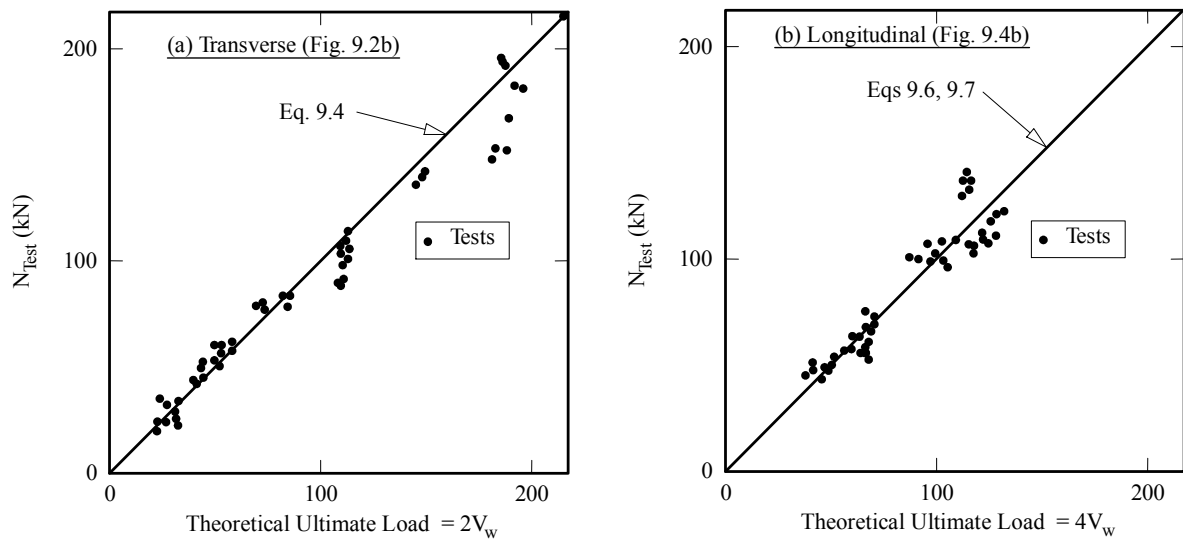 (a) Transverse (Fig. 9.2b)
Eq. 9.4
Tests
N_Test (kN)
200
100
0
0
100
200
Theoretical Ultimate Load = 2V_w
(b) Longitudinal (Fig. 9.4b)
Eqs 9.6, 9.7
Tests
N_Test (kN)
200
100
0
0
100
200
Theoretical Ultimate Load = 4V_w